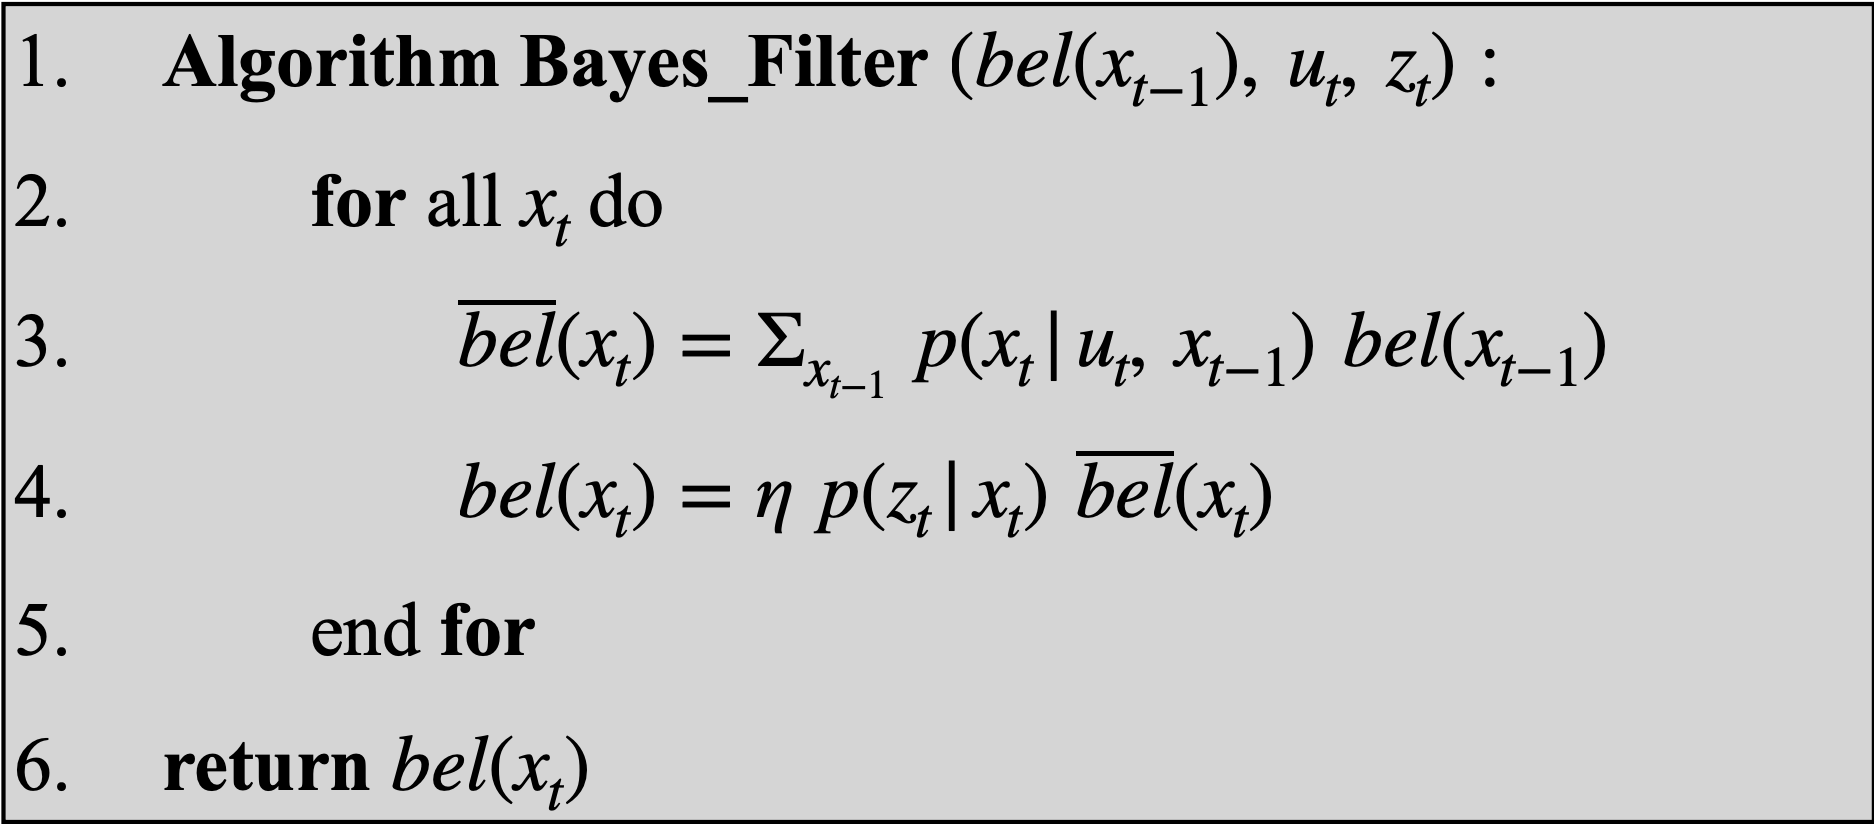 1. Algorithm Bayes_Filter (bel(x_{t−1}), u_t, z_t) :
2. for all x_t do
3. \overline{bel}(x_t) = Σ_{x_{t−1}} p(x_t | u_t, x_{t−1}) bel(x_{t−1})
4. bel(x_t) = η p(z_t | x_t) \overline{bel}(x_t)
5. end for
6. return bel(x_t)